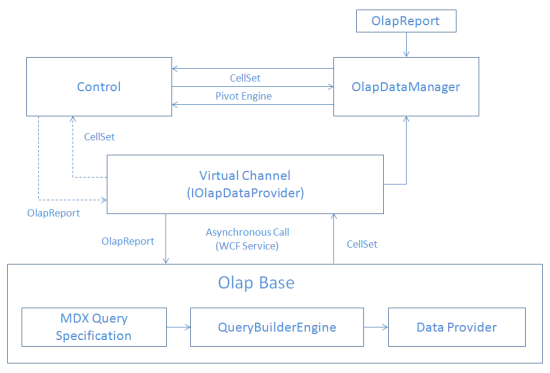 OlapReport
Control
CellSet
Pivot Engine
OlapDataManager
CellSet
Virtual Channel
(IOlapDataProvider)
OlapReport
OlapReport
Asynchronous Call
(WCF Service)
CellSet
Olap Base
MDX Query
Specification
QueryBuilderEngine
Data Provider